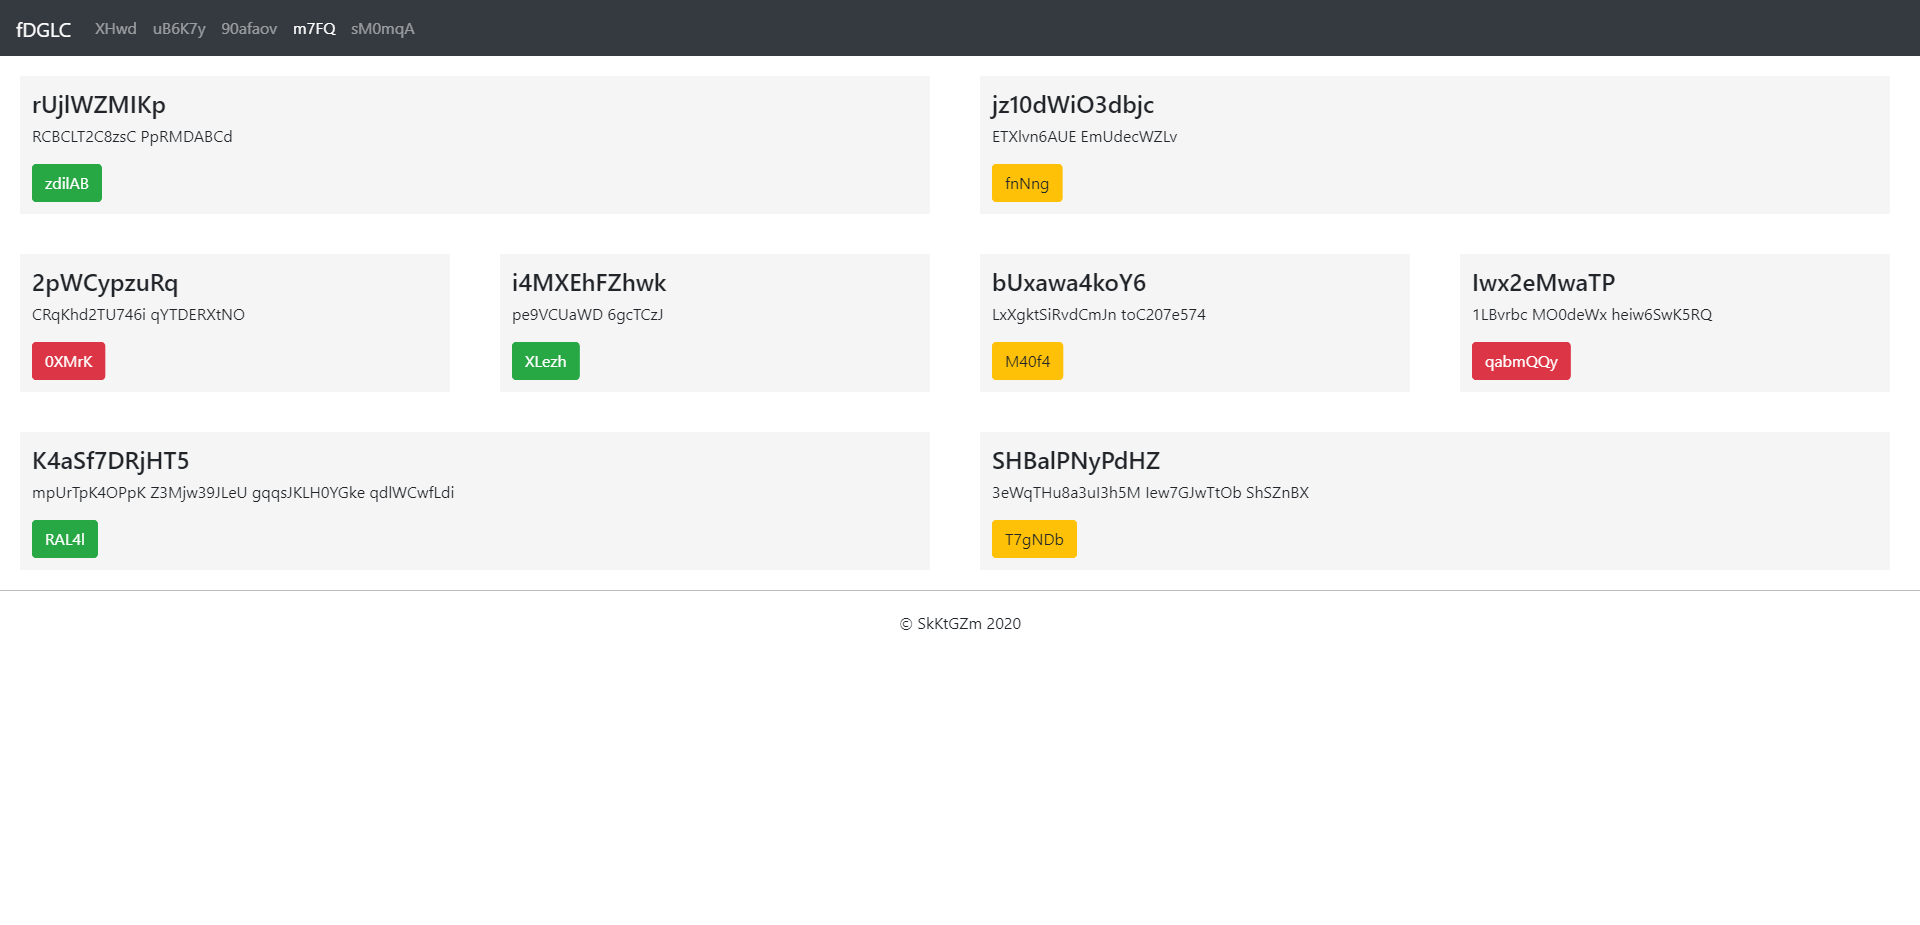 fDGLC XHwd uB6K7y 90afaov m7FQ sM0mqA
rUjlWZMIKp
RCBCLT2C8zsC PpRMDABCd
zdilAB
jz10dWiO3dbjc
ETXlvn6AUE EmUdecWZLv
fnNng
2pWCypzuRq
CRqKhd2TU746i qYTDERXtNO
0XMrK
i4MXEhFZhwk
pe9VCUaWD 6gcTCzJ
XLezh
bUxawa4koY6
LxXgktSiRvdCmJn toC207e574
M40f4
Iwx2eMwaTP
1LBvrbc MO0deWx heiw6SwK5RQ
qabmQQy
K4aSf7DRjHT5
mpUrTpK4OPpK Z3Mjw39JLeU gqqsJKLH0YGke qdlWCwfLdi
RAL4l
SHBalPNyPdHZ
3eWqTHu8a3uI3h5M Iew7GJwTtOb ShSZnBX
T7gNDb
© SkKtGZm 2020